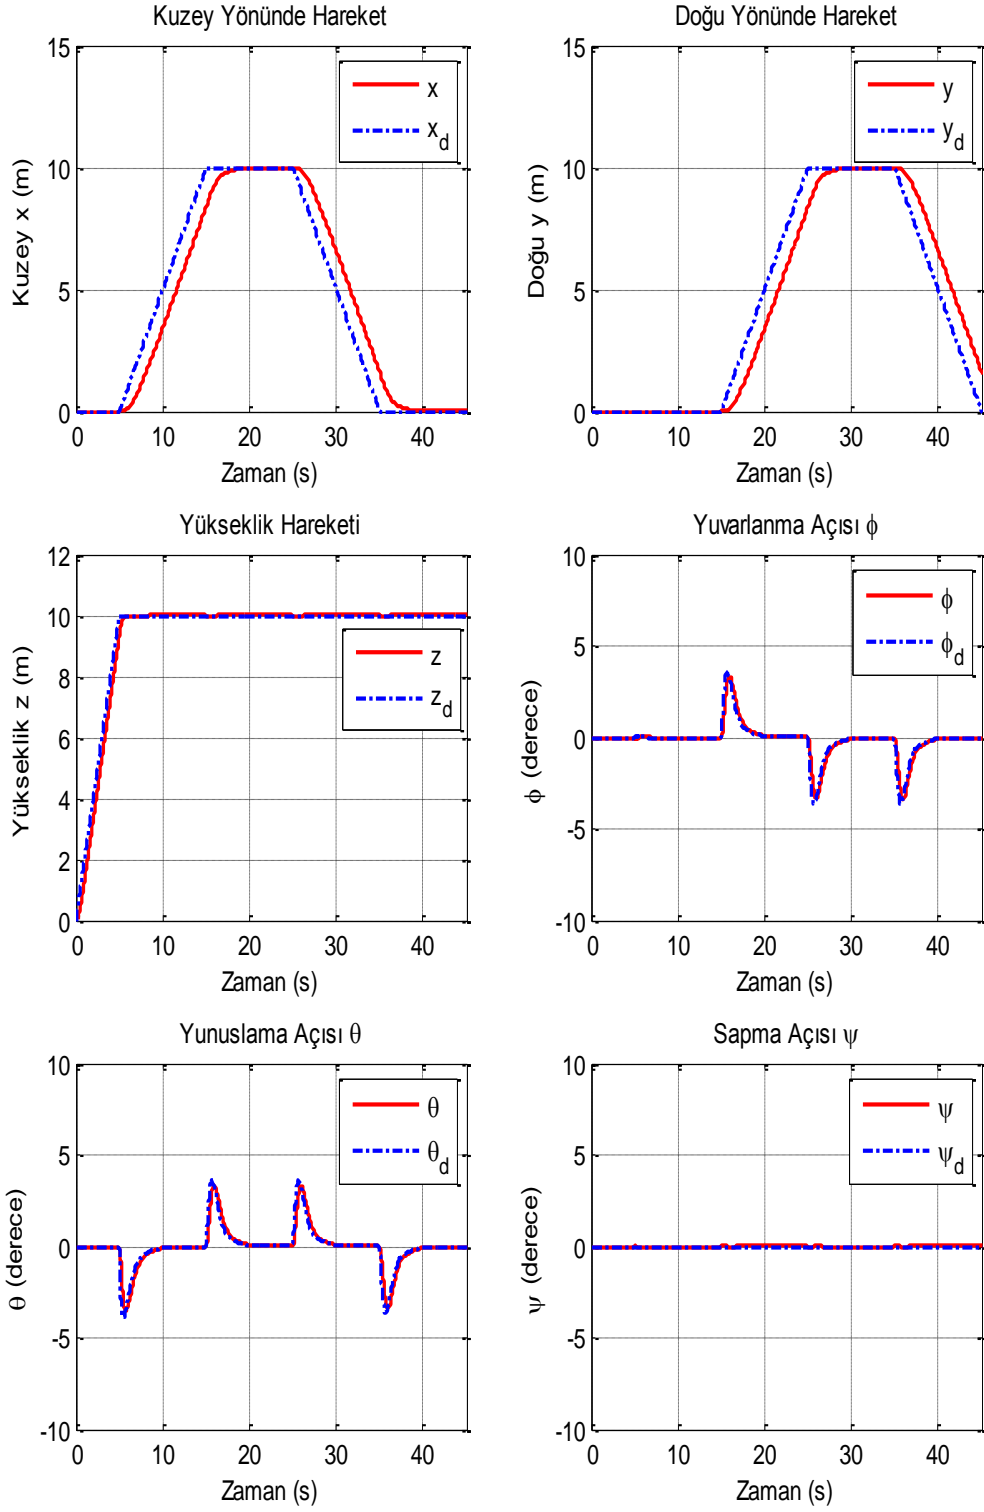 Kuzey Yönünde Hareket
15
10
5
0
Kuzey x (m)
x
x_d
0 10 20 30 40
Zaman (s)
Doğu Yönünde Hareket
15
10
5
0
Doğu y (m)
y
y_d
0 10 20 30 40
Zaman (s)
Yükseklik Hareketi
12
10
8
6
4
2
0
Yükseklik z (m)
z
z_d
0 10 20 30 40
Zaman (s)
Yuvarlanma Açısı ϕ
10
5
0
-5
-10
ϕ (derece)
ϕ
ϕ_d
0 10 20 30 40
Zaman (s)
Yunuslama Açısı θ
10
5
0
-5
-10
θ (derece)
θ
θ_d
0 10 20 30 40
Zaman (s)
Sapma Açısı ψ
10
5
0
-5
-10
ψ (derece)
ψ
ψ_d
0 10 20 30 40
Zaman (s)